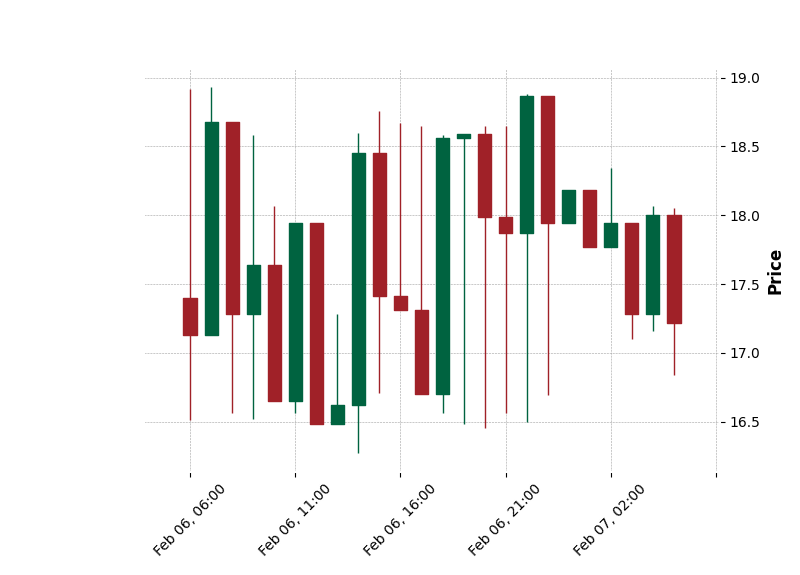 19.0
18.5
18.0
17.5
17.0
16.5
Price
Feb 06, 06:00
Feb 06, 11:00
Feb 06, 16:00
Feb 06, 21:00
Feb 07, 02:00